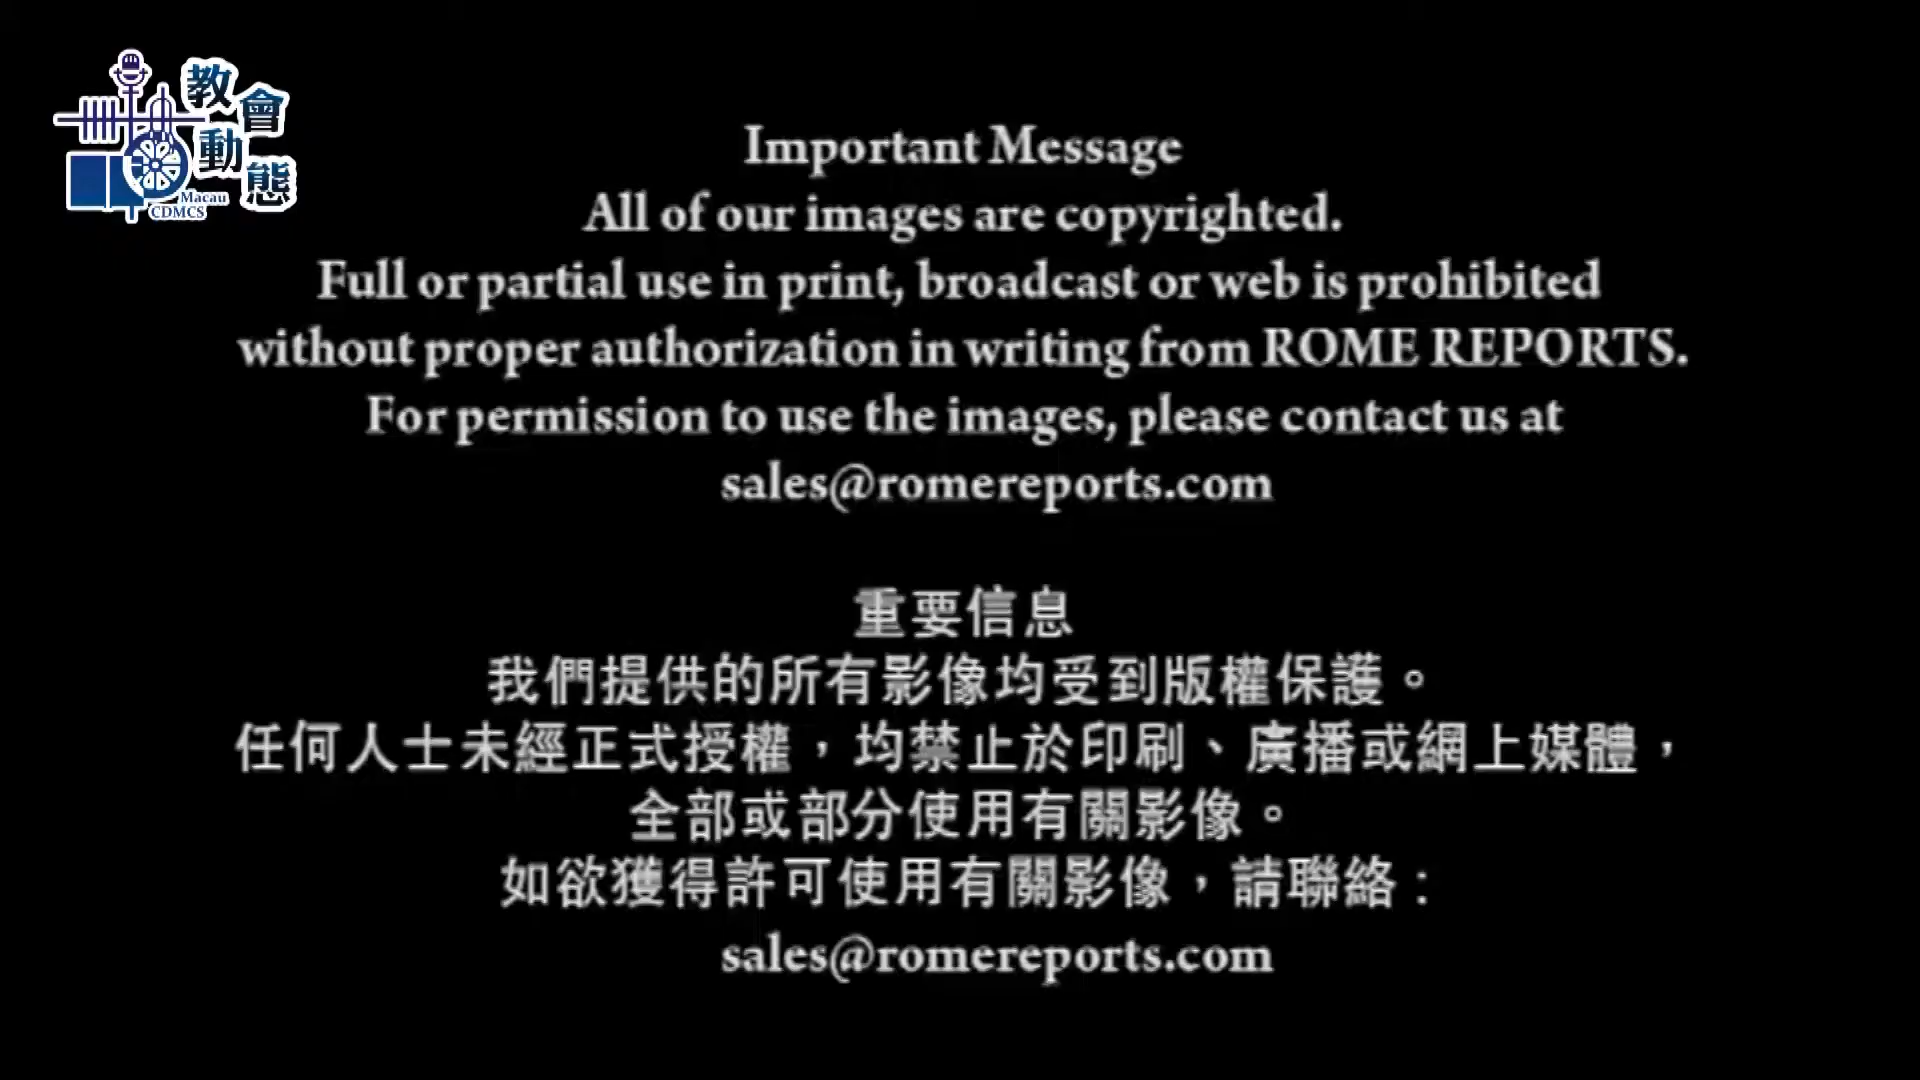 教會動態
Macau
CDMCS
Important Message
All of our images are copyrighted.
Full or partial use in print, broadcast or web is prohibited
without proper authorization in writing from ROME REPORTS.
For permission to use the images, please contact us at
sales@romereports.com
重要信息
我們提供的所有影像均受到版權保護。
任何人士未經正式授權，均禁止於印刷、廣播或網上媒體，
全部或部分使用有關影像。
如欲獲得許可使用有關影像，請聯絡：
sales@romereports.com